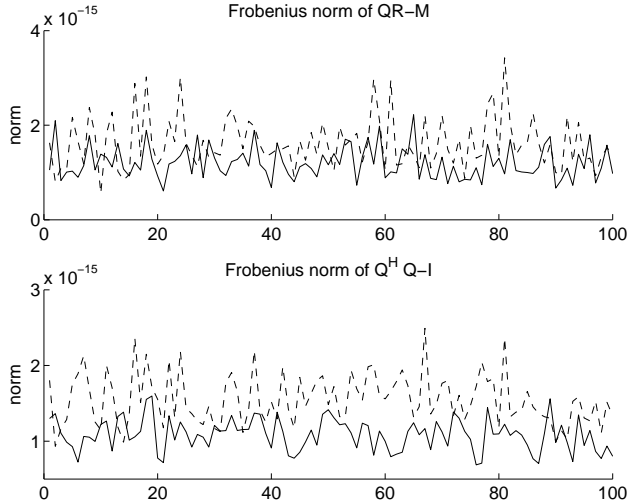 Frobenius norm of QR−M
x 10−15
4
2
0
norm
0 20 40 60 80 100
Frobenius norm of QH Q−I
x 10−15
3
2
1
norm
0 20 40 60 80 100